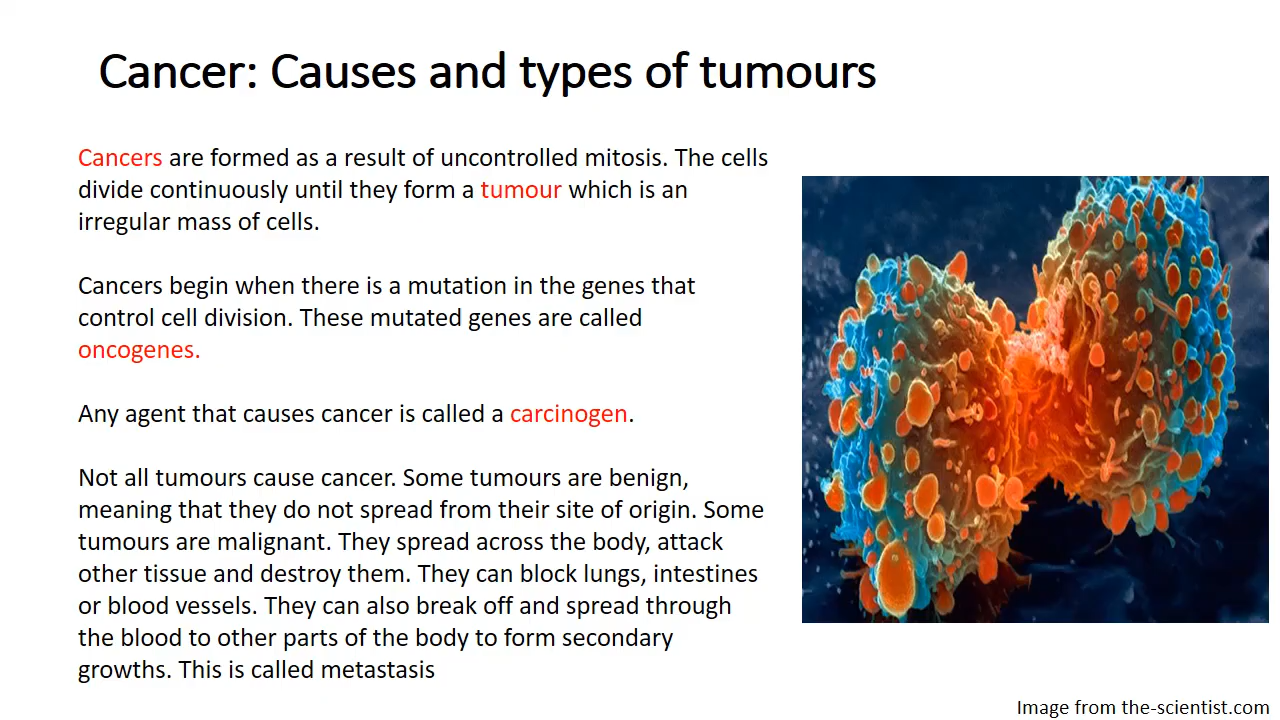 Cancer: Causes and types of tumours
Cancers are formed as a result of uncontrolled mitosis. The cells
divide continuously until they form a tumour which is an
irregular mass of cells.
Cancers begin when there is a mutation in the genes that
control cell division. These mutated genes are called
oncogenes.
Any agent that causes cancer is called a carcinogen.
Not all tumours cause cancer. Some tumours are benign,
meaning that they do not spread from their site of origin. Some
tumours are malignant. They spread across the body, attack
other tissue and destroy them. They can block lungs, intestines
or blood vessels. They can also break off and spread through
the blood to other parts of the body to form secondary
growths. This is called metastasis
Image from the-scientist.com